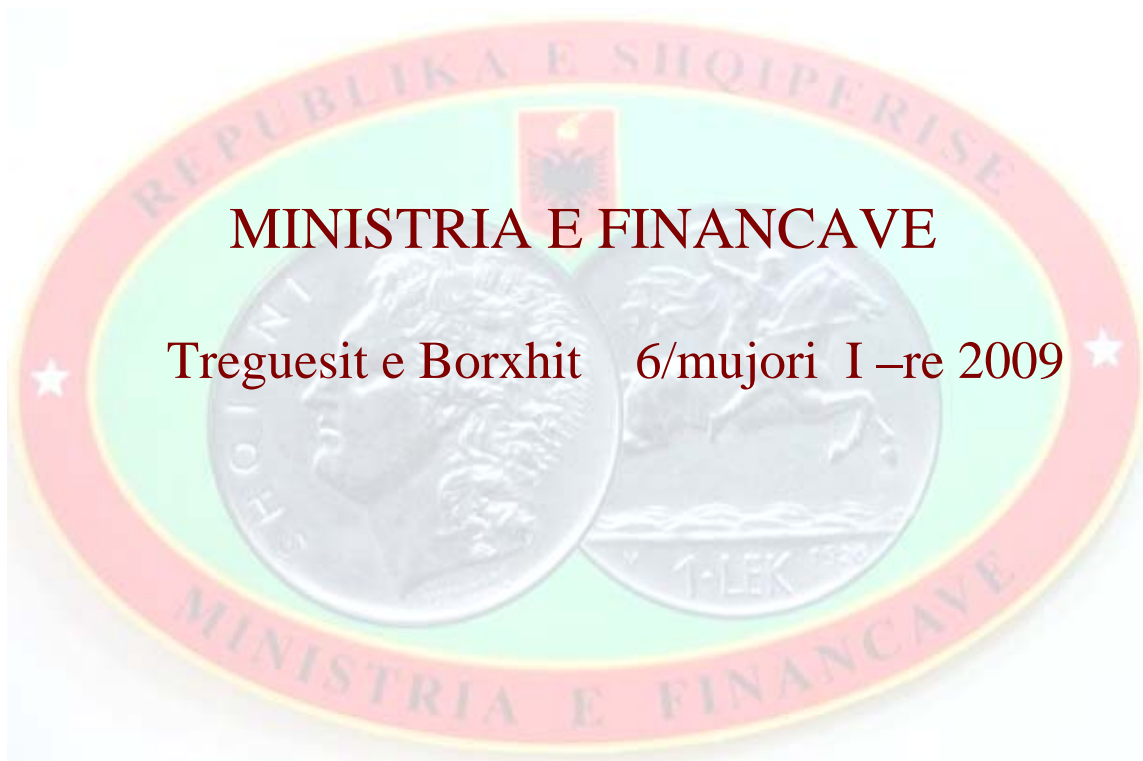 REPUBLIKA E SHQIPERISE
MINISTRIA E FINANCAVE
Treguesit e Borxhit 6/mujori I –re 2009
SHQIPNI
1·LEK
MINISTRIA E FINANCAVE